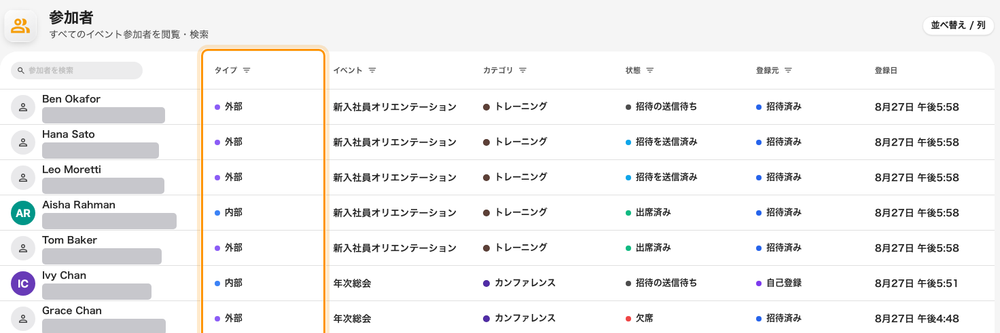 参加者
すべてのイベント参加者を閲覧・検索
並べ替え / 列
参加者を検索 タイプ イベント カテゴリ 状態 登録元 登録日
Ben Okafor 外部 新入社員オリエンテーション トレーニング 招待の送信待ち 招待済み 8月27日 午後5:58
Hana Sato 外部 新入社員オリエンテーション トレーニング 招待を送信済み 招待済み 8月27日 午後5:58
Leo Moretti 外部 新入社員オリエンテーション トレーニング 招待を送信済み 招待済み 8月27日 午後5:58
AR Aisha Rahman 内部 新入社員オリエンテーション トレーニング 出席済み 招待済み 8月27日 午後5:58
Tom Baker 外部 新入社員オリエンテーション トレーニング 出席済み 招待済み 8月27日 午後5:58
IC Ivy Chan 内部 年次総会 カンファレンス 招待の送信待ち 自己登録 8月27日 午後5:51
Grace Chan 外部 年次総会 カンファレンス 欠席 招待済み 8月27日 午後4:48